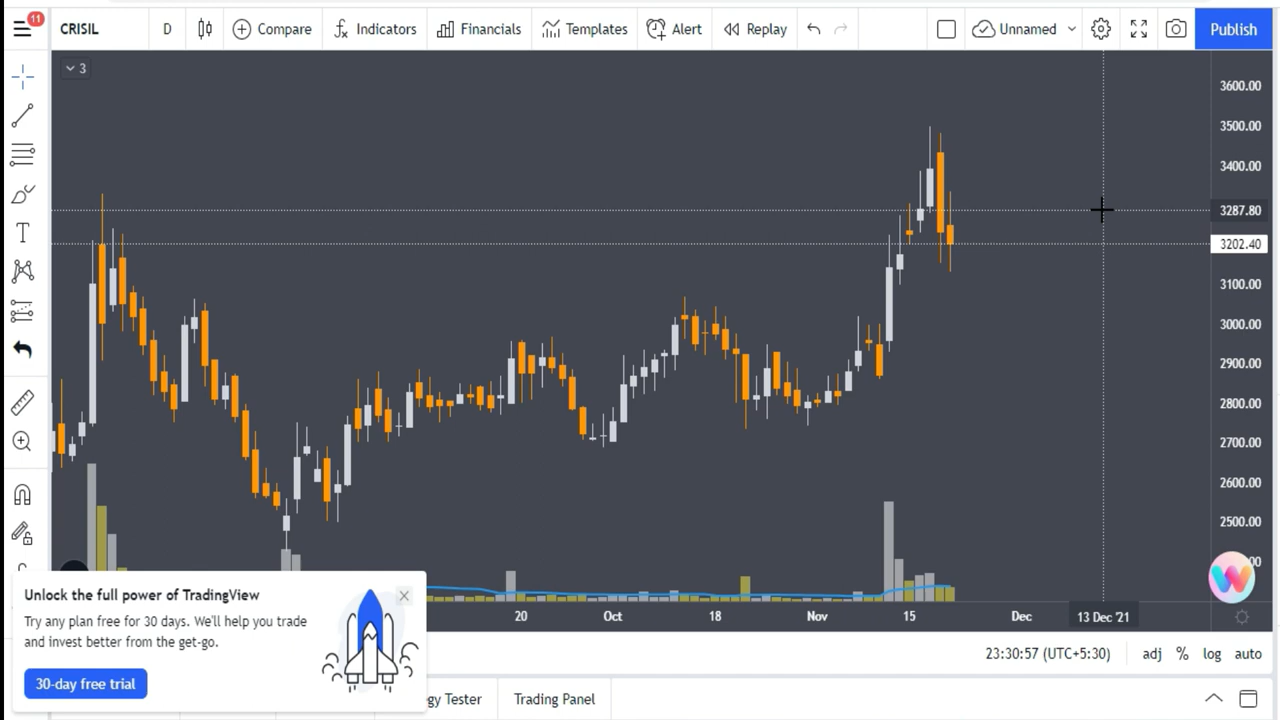 11
CRISIL
D
Compare
Indicators
Financials
Templates
Alert
Replay
Unnamed
Publish
3
3600.00
3500.00
3400.00
3287.80
3202.40
3100.00
3000.00
2900.00
2800.00
2700.00
2600.00
2500.00
Unlock the full power of TradingView
Try any plan free for 30 days. We'll help you trade
and invest better from the get-go.
30-day free trial
20
Oct
18
Nov
15
Dec
13 Dec '21
23:30:57 (UTC+5:30)
adj
%
log
auto
gy Tester
Trading Panel